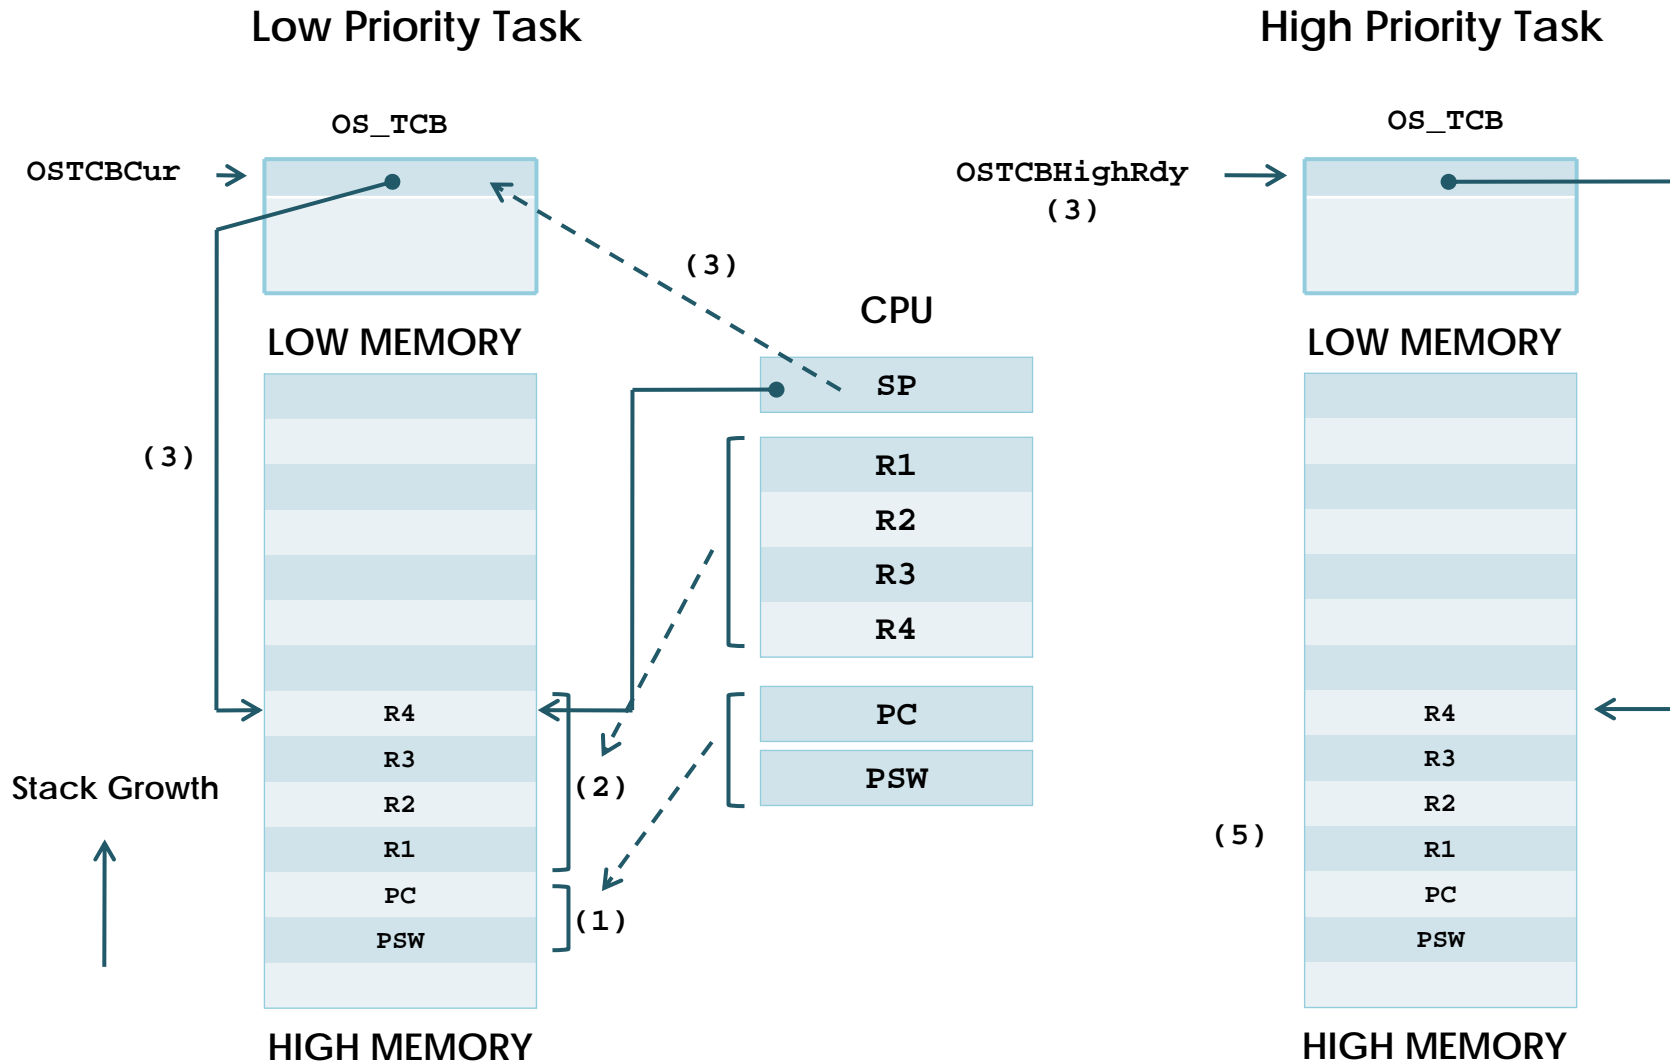 Low Priority Task
High Priority Task
OS_TCB
OS_TCB
OSTCBCur
OSTCBHighRdy
(3)
(3)
CPU
LOW MEMORY
LOW MEMORY
SP
(3)
R1
R2
R3
R4
PC
PSW
R4
R3
R2
R1
PC
PSW
(2)
(1)
Stack Growth
(5)
R4
R3
R2
R1
PC
PSW
HIGH MEMORY
HIGH MEMORY